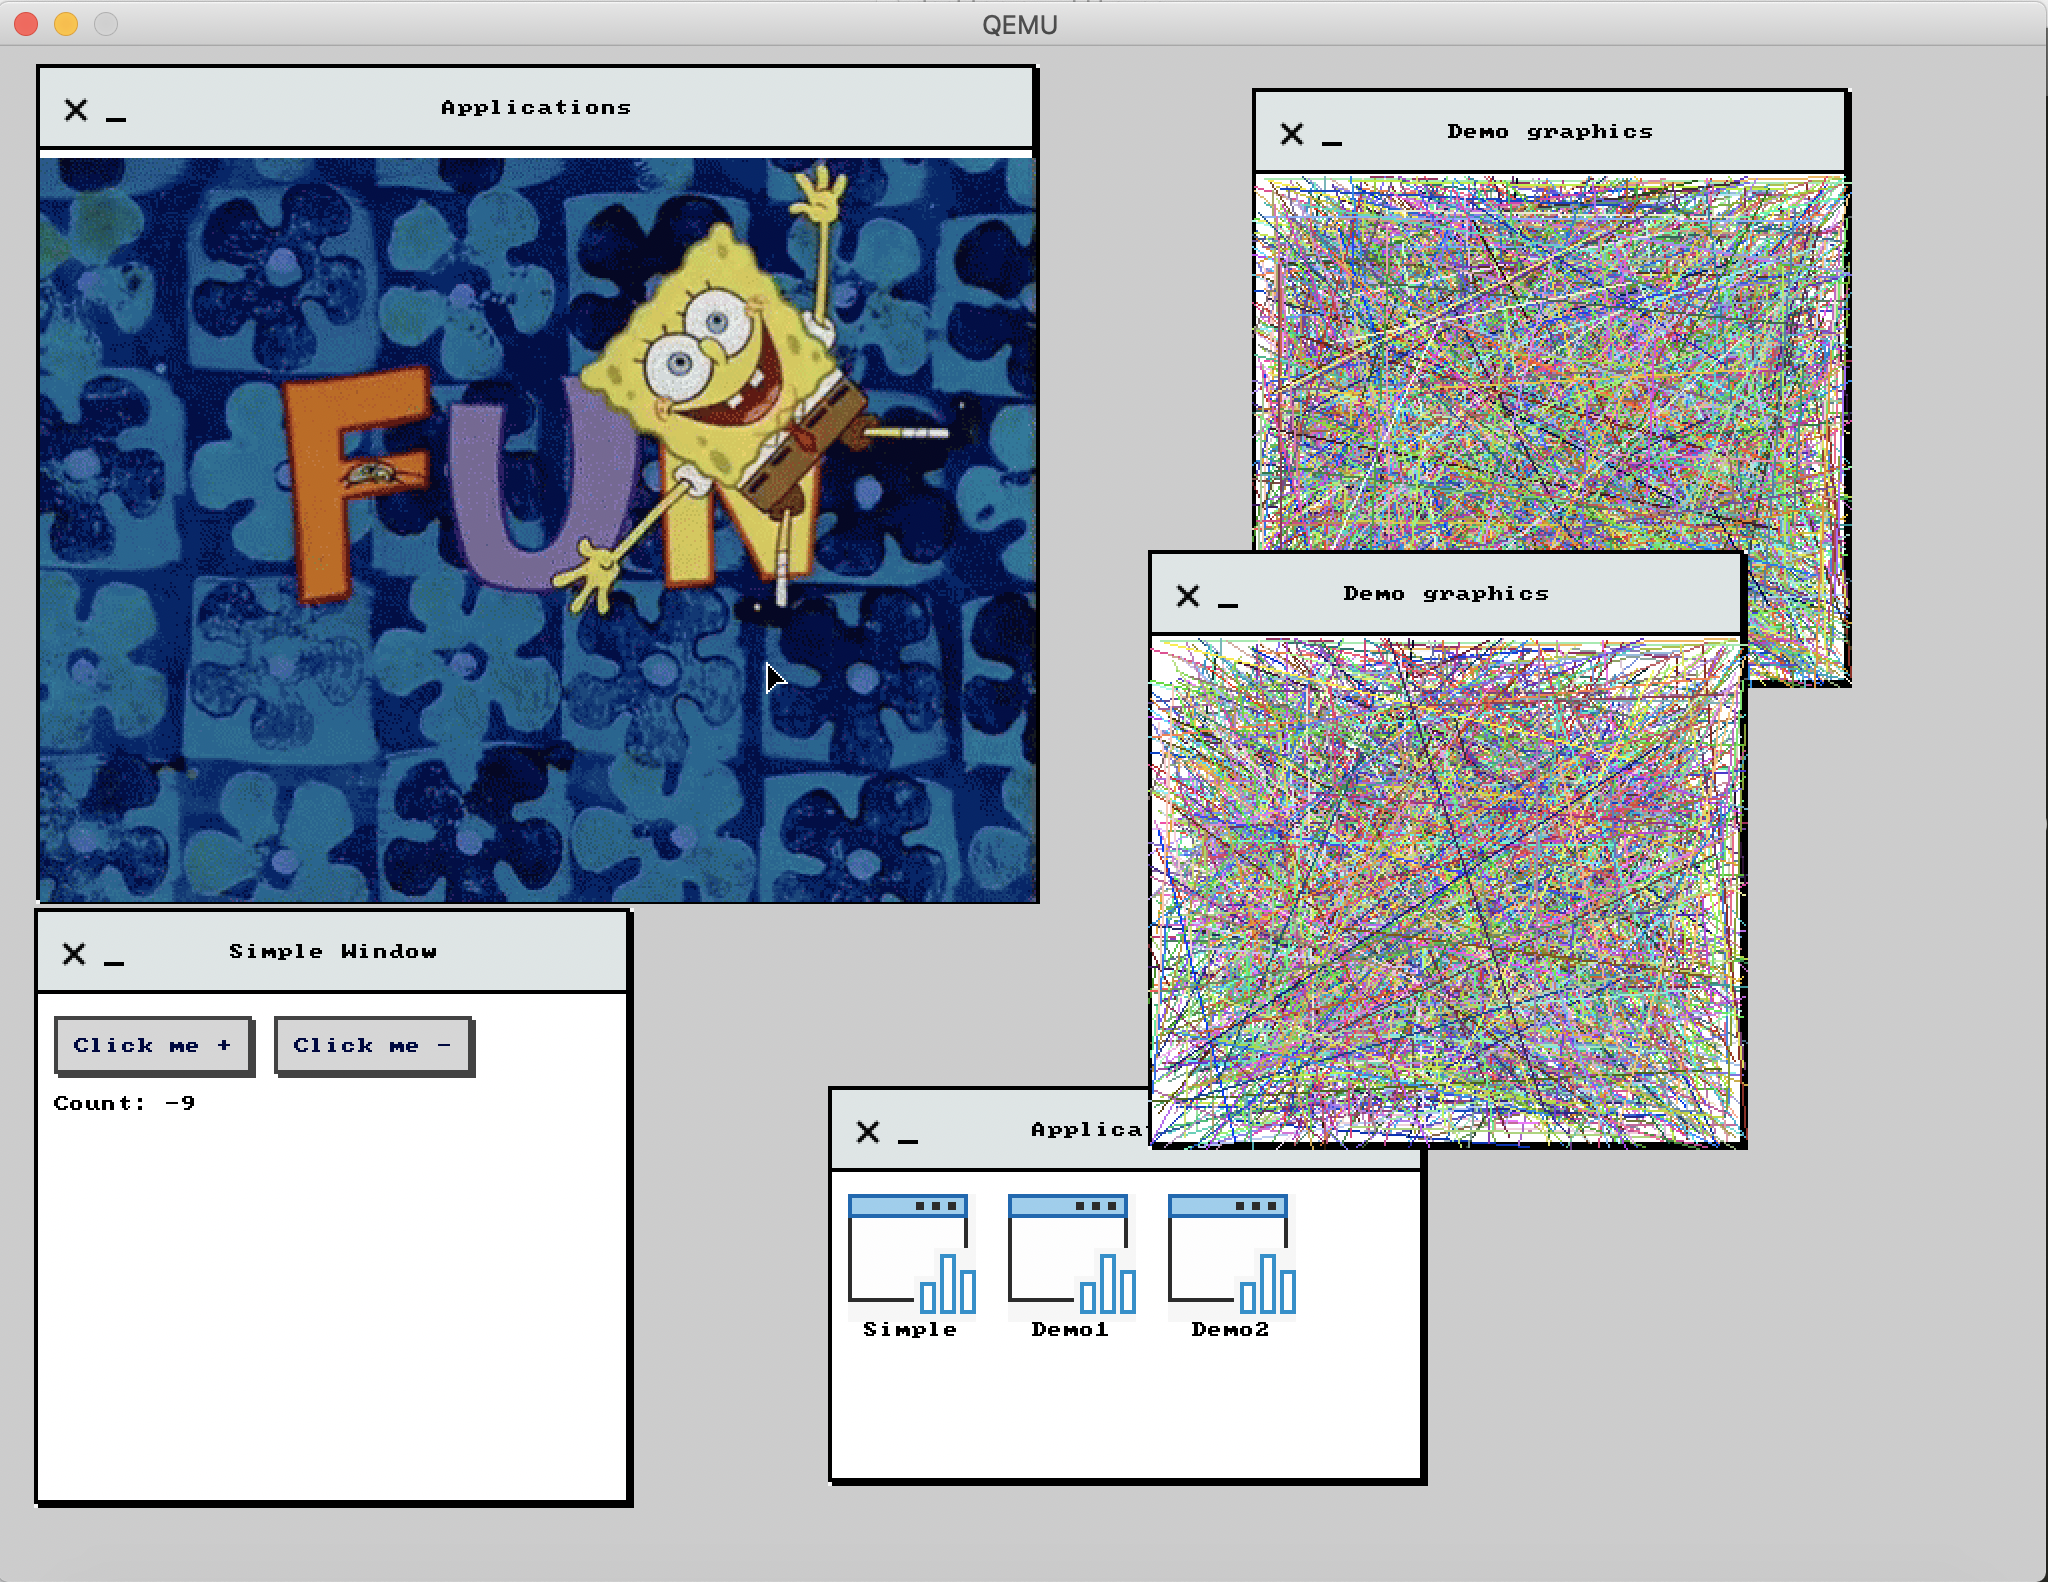 QEMU
Applications
Demo graphics
FUN
Demo graphics
Simple Window
Click me + Click me -
Count: -9
Applica
Simple Demo1 Demo2